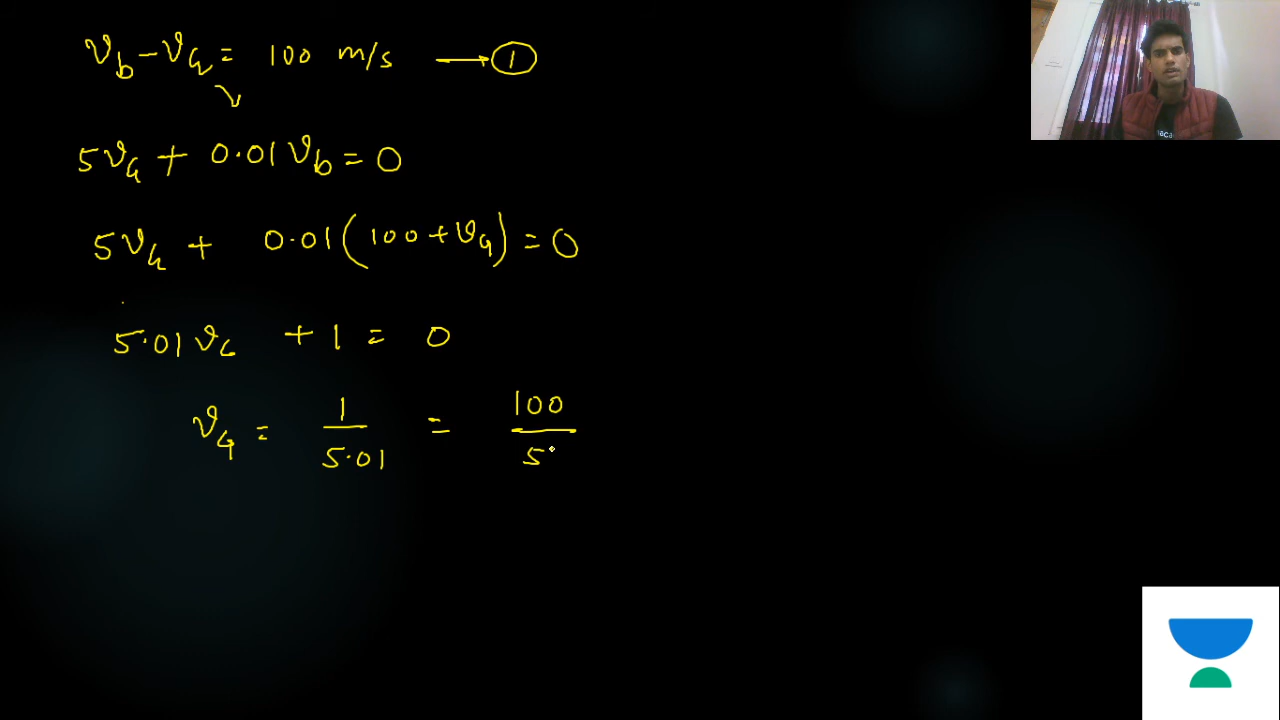 v_b - v_G = 100 m/s → ①
5v_G + 0.01 v_b = 0
5v_G + 0.01(100 + v_G) = 0
5.01 v_G + 1 = 0
v_G = 1/5.01 = 100/5